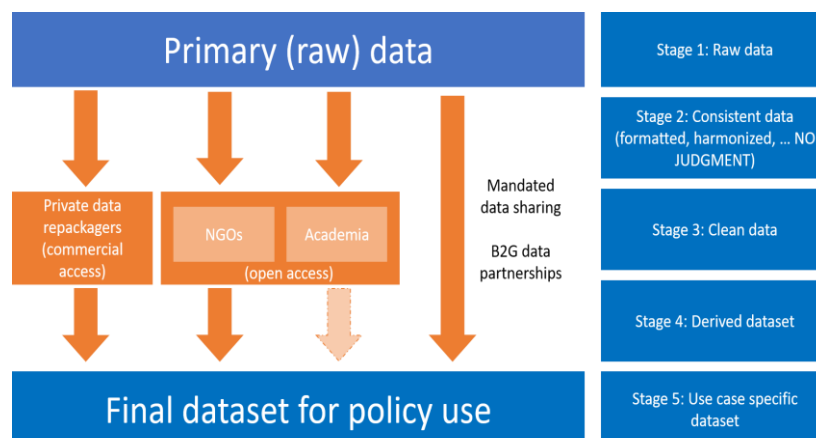 Primary (raw) data
Private data
repackagers
(commercial
access)
NGOs
Academia
(open access)
Mandated
data sharing
B2G data
partnerships
Final dataset for policy use
Stage 1: Raw data
Stage 2: Consistent data
(formatted, harmonized, ... NO
JUDGMENT)
Stage 3: Clean data
Stage 4: Derived dataset
Stage 5: Use case specific
dataset